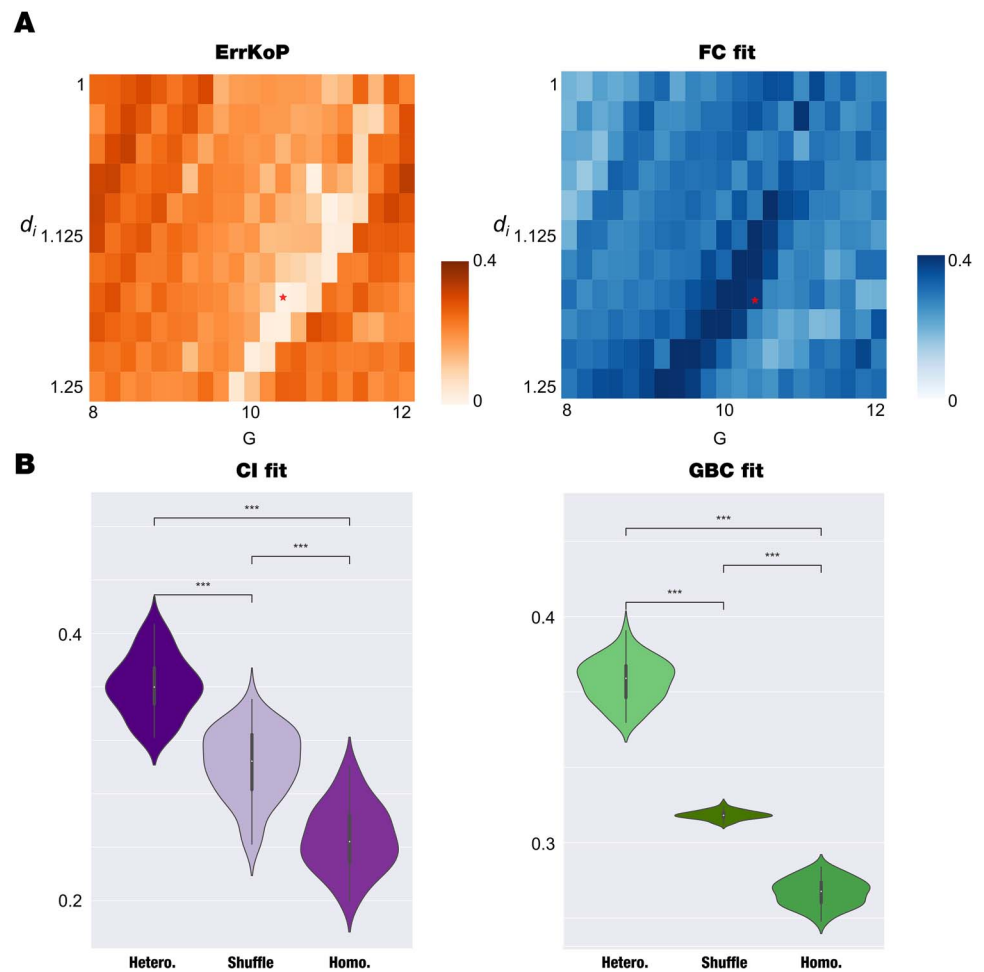 A
ErrKoP
FC fit
1
d_i 1.125
1.25
8 10 12
G
0.4
0
1
d_i 1.125
1.25
8 10 12
G
0.4
0
B
CI fit
GBC fit
***
***
***
0.4
0.2
Hetero. Shuffle Homo.
***
***
***
0.4
0.3
Hetero. Shuffle Homo.